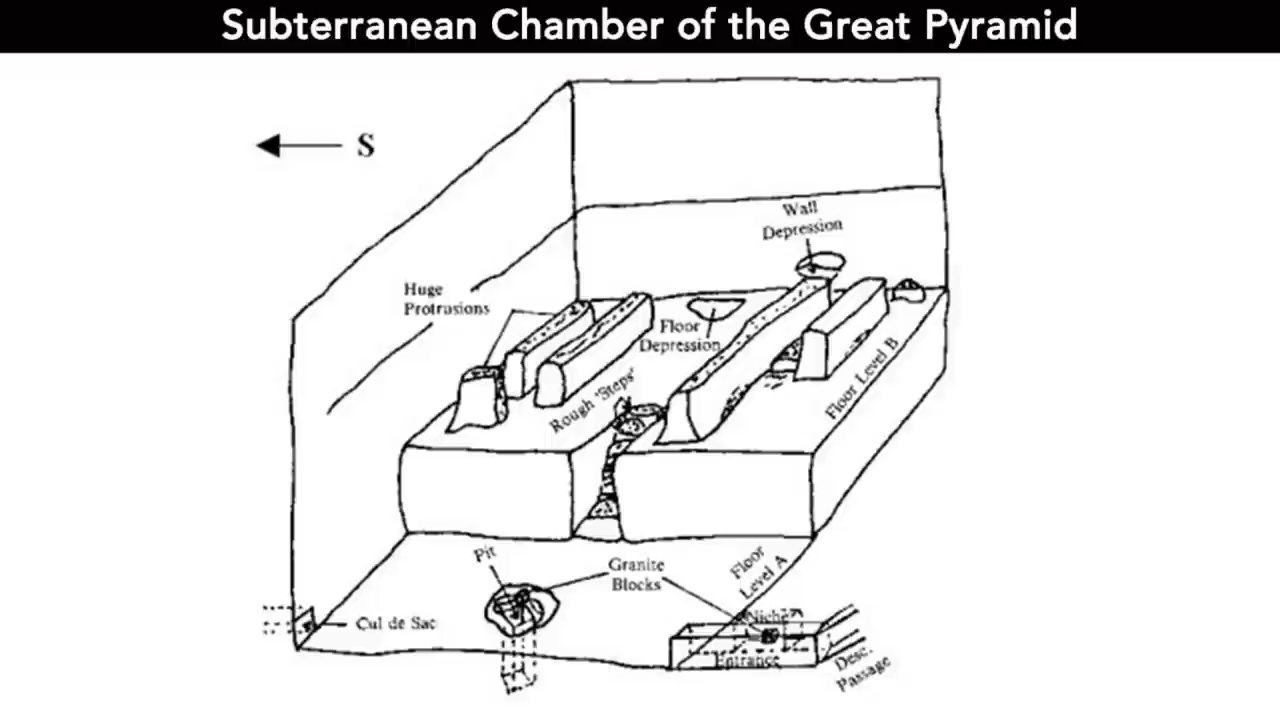 Subterranean Chamber of the Great Pyramid
S
Wall
Depression
Huge
Protrusions
Floor
Depression
Rough 'Steps'
Floor Level B
Pit
Granite
Blocks
Floor
Level A
Cul de Sac
Niche
Entrance
Desc.
Passage